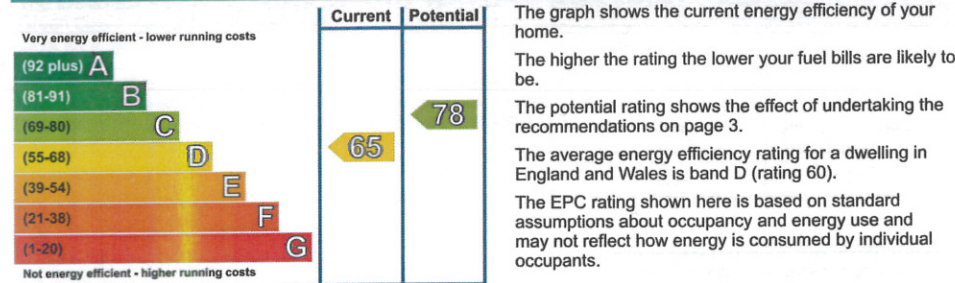 Current Potential
Very energy efficient - lower running costs
(92 plus) A
(81-91) B
(69-80) C
(55-68) D
(39-54) E
(21-38) F
(1-20) G
Not energy efficient - higher running costs
65
78
The graph shows the current energy efficiency of your
home.
The higher the rating the lower your fuel bills are likely to
be.
The potential rating shows the effect of undertaking the
recommendations on page 3.
The average energy efficiency rating for a dwelling in
England and Wales is band D (rating 60).
The EPC rating shown here is based on standard
assumptions about occupancy and energy use and
may not reflect how energy is consumed by individual
occupants.